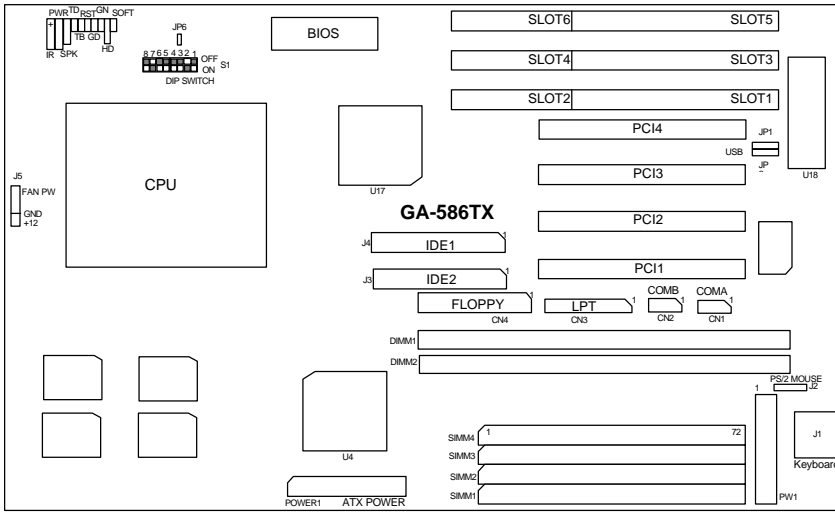 PWR TD RST GN SOFT
+
TB GD
IR SPK HD
JP6
8 7 6 5 4 3 2 1
OFF
ON
S1
DIP SWITCH
BIOS
SLOT6 SLOT5
SLOT4 SLOT3
SLOT2 SLOT1
PCI4
JP1
USB
JP
U18
CPU
U17
PCI3
J5
FAN PW
GND
+12
GA-586TX
PCI2
J4 IDE1 1
PCI1
J3 IDE2 1
COMB COMA
FLOPPY 1
LPT 1
1
1
CN4 CN3 CN2 CN1
DIMM1
DIMM2
PS/2 MOUSE
1 J2
U4
SIMM4 1 72
J1
SIMM3
Keyboard
SIMM2
SIMM1
POWER1 ATX POWER
PW1